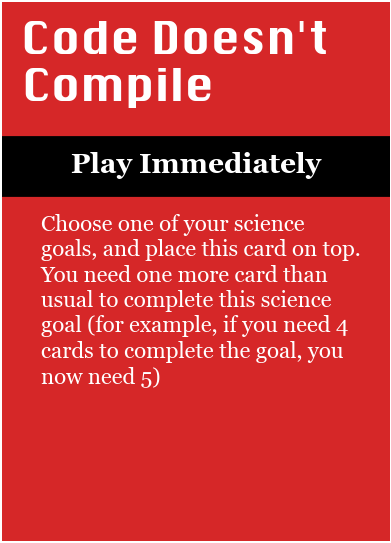 Code Doesn't
Compile
Play Immediately
Choose one of your science
goals, and place this card on top.
You need one more card than
usual to complete this science
goal (for example, if you need 4
cards to complete the goal, you
now need 5)